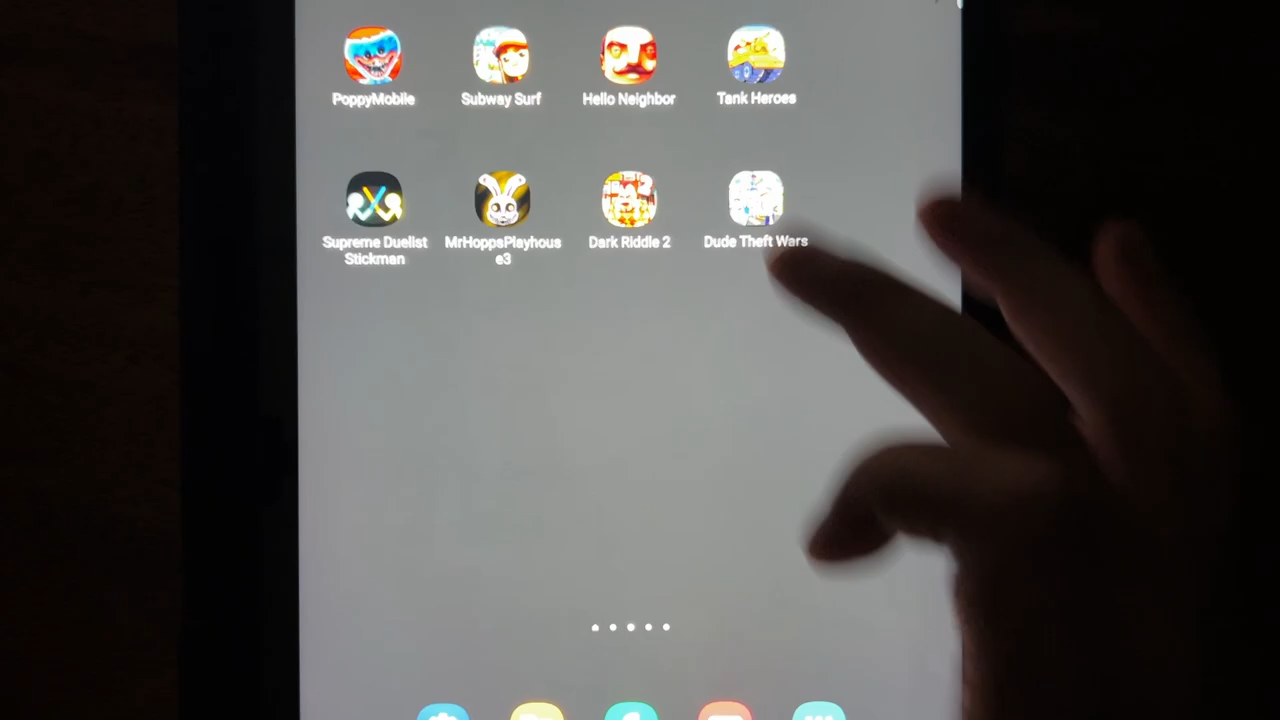 PoppyMobile
Subway Surf
Hello Neighbor
Tank Heroes
Supreme Duelist
Stickman
MrHoppsPlayhous
e3
Dark Riddle 2
Dude Theft Wars